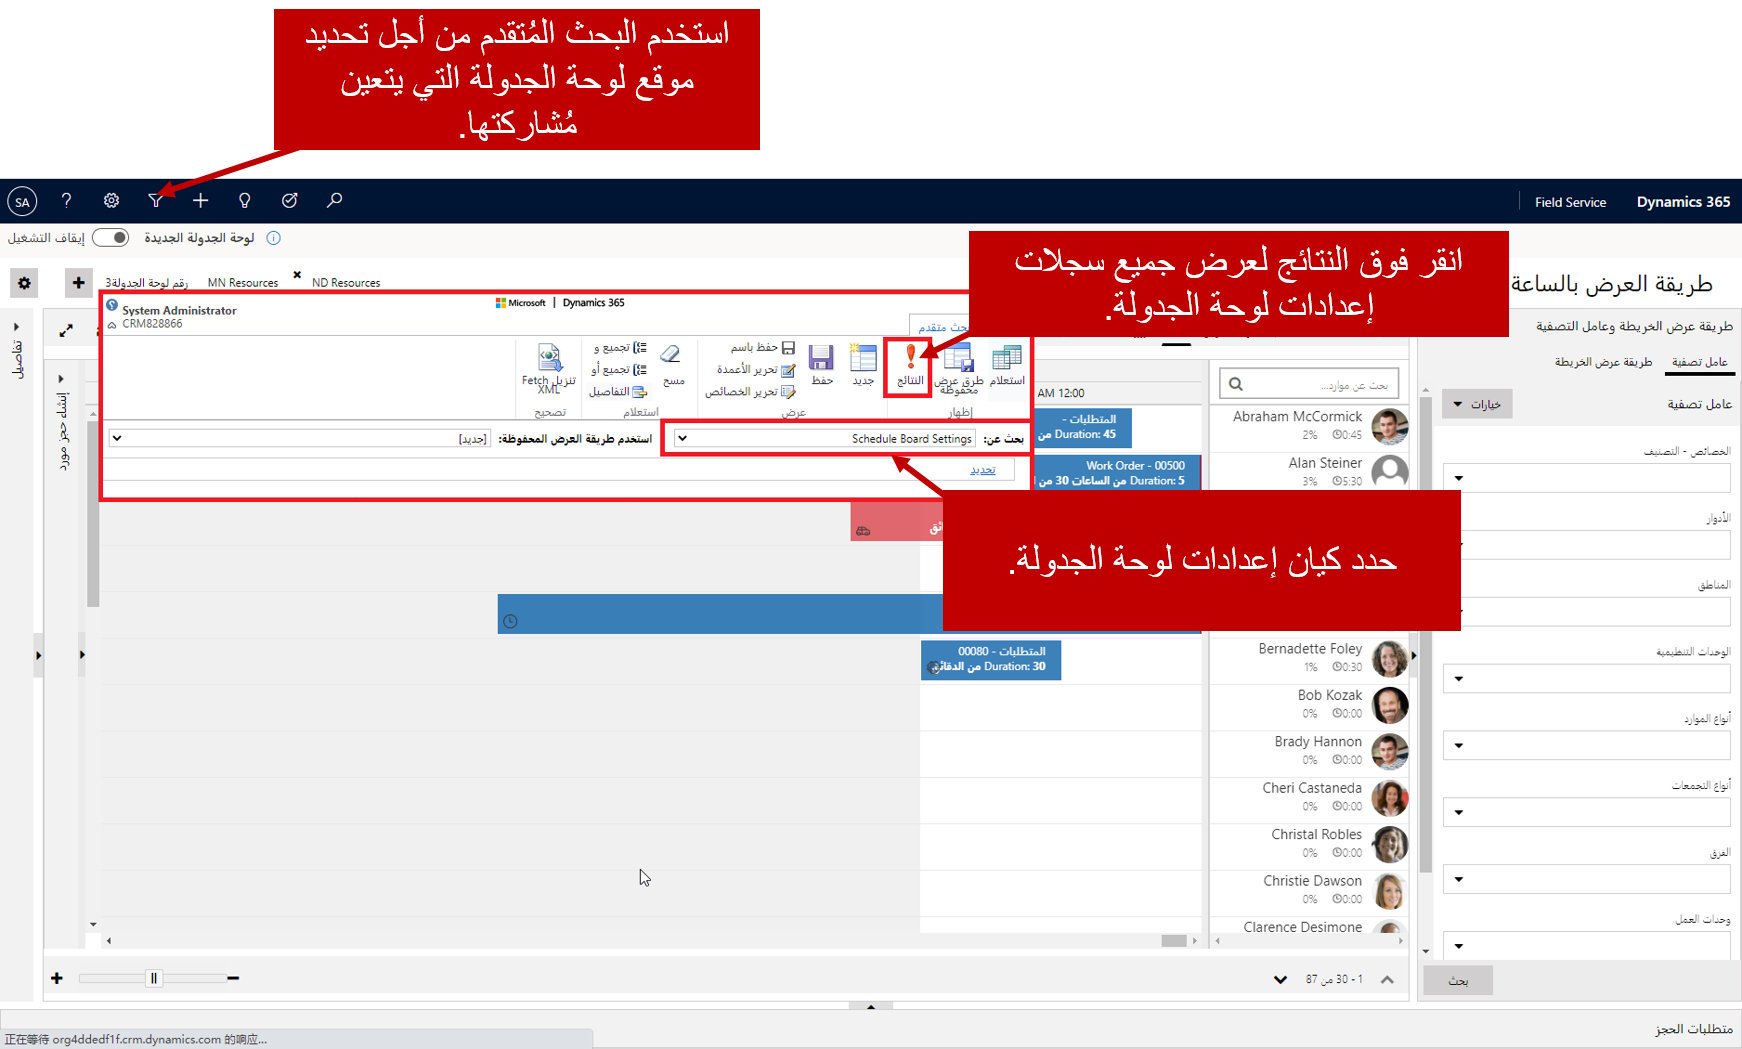 استخدم البحث المُتقدم من أجل تحديد
موقع لوحة الجدولة التي يتعين
مُشاركتها.
Dynamics 365
Field Service
SA
لوحة الجدولة الجديدة
إيقاف التشغيل
انقر فوق النتائج لعرض جميع سجلات
إعدادات لوحة الجدولة.
طريقة العرض بالساعة
ND Resources
MN Resources
رقم لوحة الجدولة3
System Administrator
CRM828866
Microsoft | Dynamics 365
بحث متقدم
استعلام
طرق عرض محفوظة
النتائج
إظهار
جديد
حفظ
حفظ باسم
تحرير الأعمدة
تحرير الخصائص
عرض
مسح
تجميع و
تجميع أو
التفاصيل
استعلام
تنزيل Fetch XML
تصحيح
بحث عن: Schedule Board Settings
استخدم طريقة العرض المحفوظة: [جديد]
تحديد
حدد كيان إعدادات لوحة الجدولة.
تفاصيل
إنشاء حجز مورد
12:00 AM
المتطلبات -
Duration: 45 من
Work Order - 00500
Duration: 5 من الساعات 30 من
المتطلبات - 00080
Duration: 30 من الدقائق
بحث عن موارد...
Abraham McCormick
2% 0:45
Alan Steiner
3% 5:30
Bernadette Foley
1% 0:30
Bob Kozak
0% 0:00
Brady Hannon
0% 0:00
Cheri Castaneda
0% 0:00
Christal Robles
0% 0:00
Christie Dawson
0% 0:00
Clarence Desimone
1 - 30 من 87
طريقة عرض الخريطة وعامل التصفية
عامل تصفية
طريقة عرض الخريطة
عامل تصفية
خيارات
الخصائص - التصنيف
الأدوار
المناطق
الوحدات التنظيمية
أنواع الموارد
أنواع التجمعات
الفرق
وحدات العمل
بحث
متطلبات الحجز
正在等待 org4ddedf1f.crm.dynamics.com 的响应...